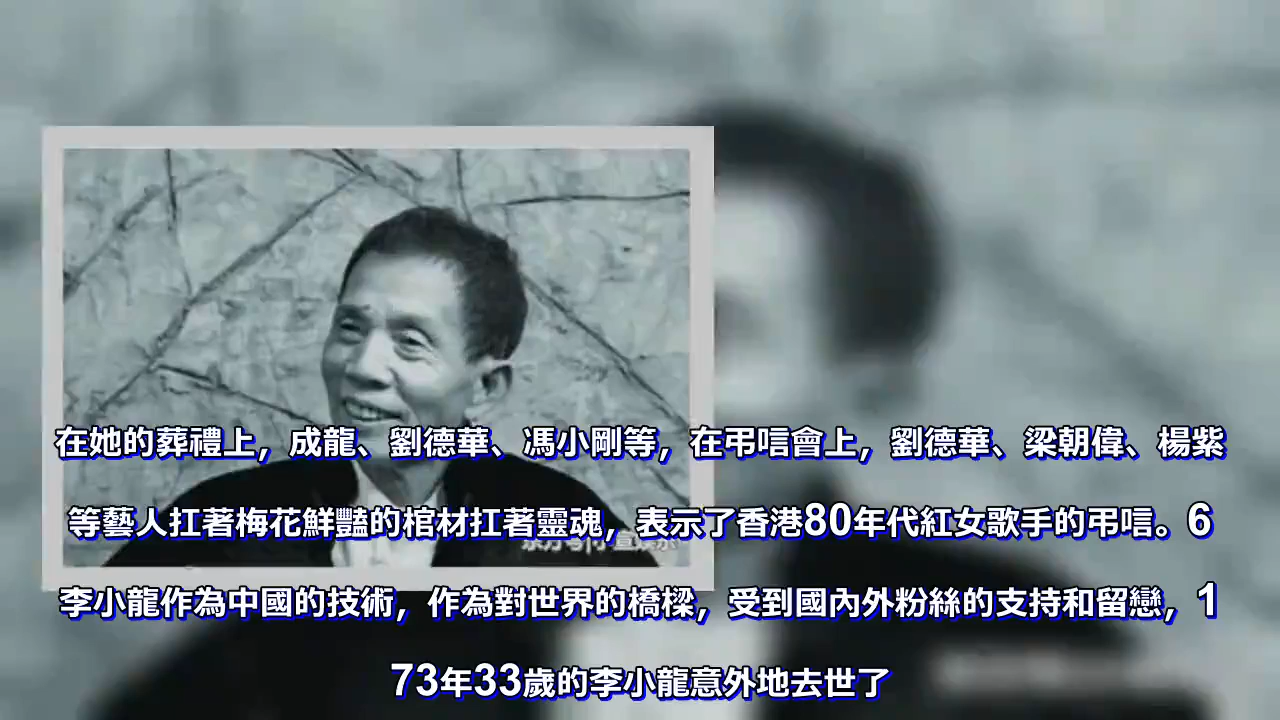 在她的葬禮上，成龍、劉德華、馮小剛等，在弔唁會上，劉德華、梁朝偉、楊紫
等藝人扛著梅花鮮豔的棺材扛著靈魂，表示了香港80年代紅女歌手的弔唁。6
李小龍作為中國的技術，作為對世界的橋樑，受到國內外粉絲的支持和留戀，1
73年33歲的李小龍意外地去世了